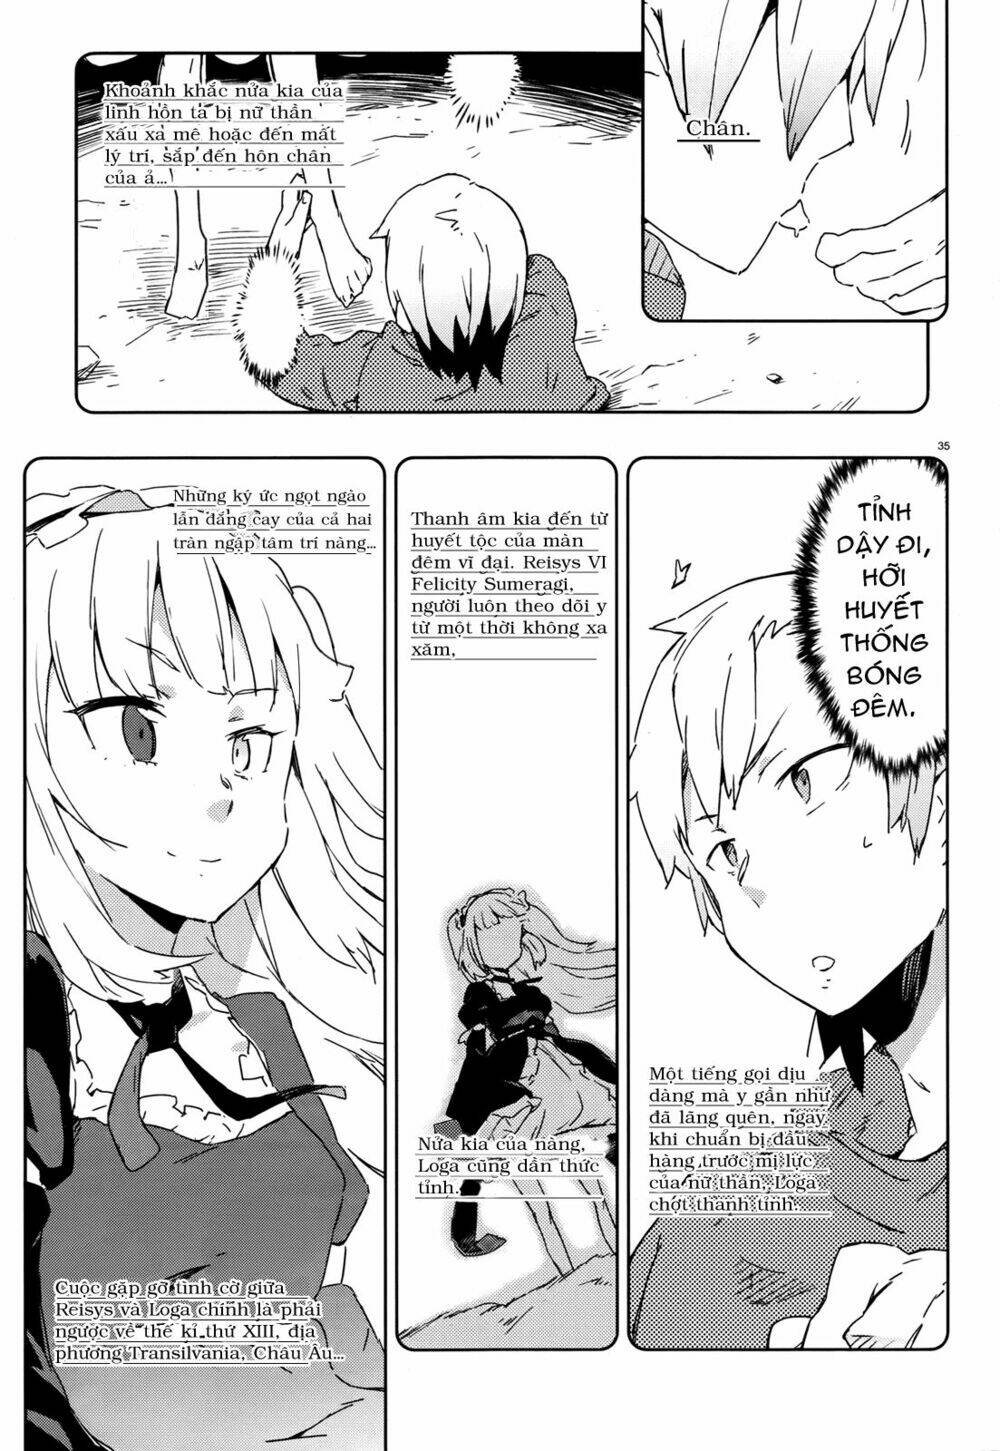 Chân.
Khoảnh khắc nửa kia của
linh hồn ta bị nữ thần
xấu xa mê hoặc đến mất
lý trí, sắp đến hôn chân
của ả...
35
TỈNH
DẬY ĐI,
HỠI
HUYẾT
THỐNG
BÓNG
ĐÊM.
Một tiếng gọi dịu
dàng mà y gần như
đã lãng quên, ngay
khi chuẩn bị đầu
hàng trước mị lực
của nữ thần, Loga
chợt thanh tỉnh.
Thanh âm kia đến từ
huyết tộc của màn
đêm vĩ đại. Reisys VI
Felicity Sumeragi,
người luôn theo dõi y
từ một thời không xa
xăm,
Nửa kia của nàng,
Loga cũng dần thức
tỉnh.
Những ký ức ngọt ngào
lẫn đắng cay của cả hai
tràn ngập tâm trí nàng...
Cuộc gặp gỡ tình cờ giữa
Reisys và Loga chính là phải
ngược về thế kỉ thứ XIII, địa
phương Transilvania, Châu Âu...